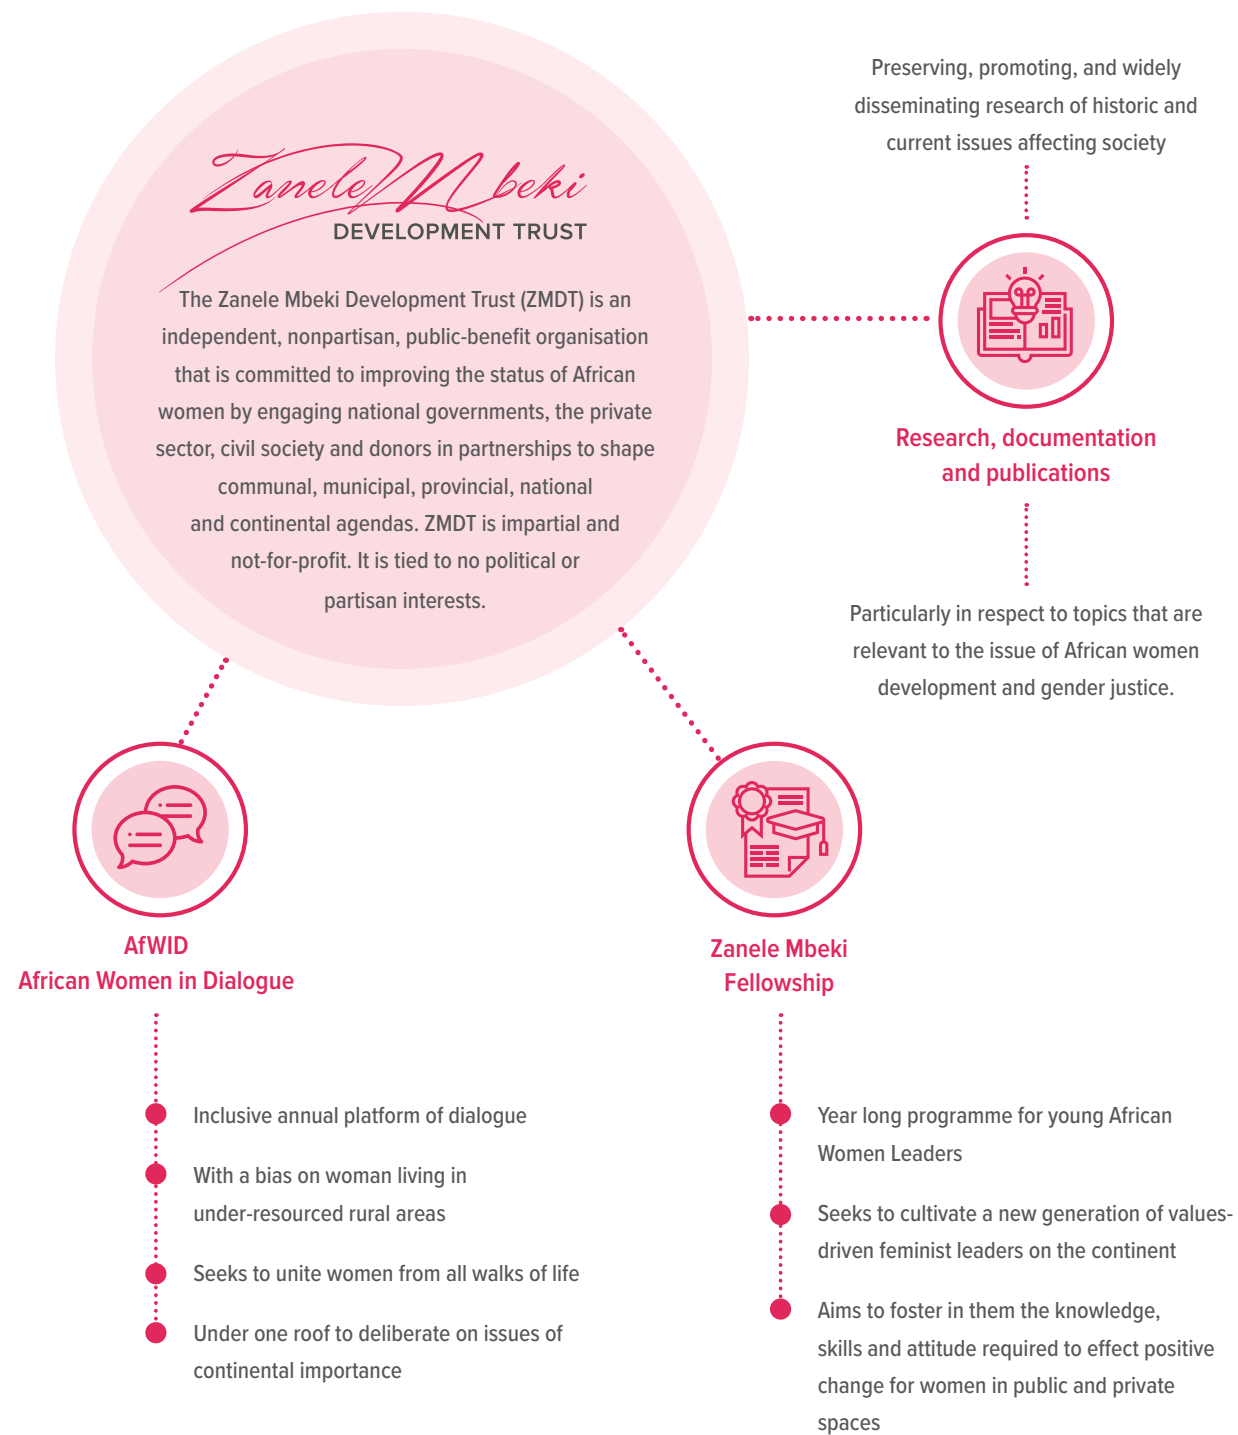 Zanele Mbeki
DEVELOPMENT TRUST
The Zanele Mbeki Development Trust (ZMDT) is an
independent, nonpartisan, public-benefit organisation
that is committed to improving the status of African
women by engaging national governments, the private
sector, civil society and donors in partnerships to shape
communal, municipal, provincial, national
and continental agendas. ZMDT is impartial and
not-for-profit. It is tied to no political or
partisan interests.
Preserving, promoting, and widely
disseminating research of historic and
current issues affecting society
Research, documentation
and publications
Particularly in respect to topics that are
relevant to the issue of African women
development and gender justice.
AfWID
African Women in Dialogue
Inclusive annual platform of dialogue
With a bias on woman living in
under-resourced rural areas
Seeks to unite women from all walks of life
Under one roof to deliberate on issues of
continental importance
Zanele Mbeki
Fellowship
Year long programme for young African
Women Leaders
Seeks to cultivate a new generation of values-
driven feminist leaders on the continent
Aims to foster in them the knowledge,
skills and attitude required to effect positive
change for women in public and private
spaces